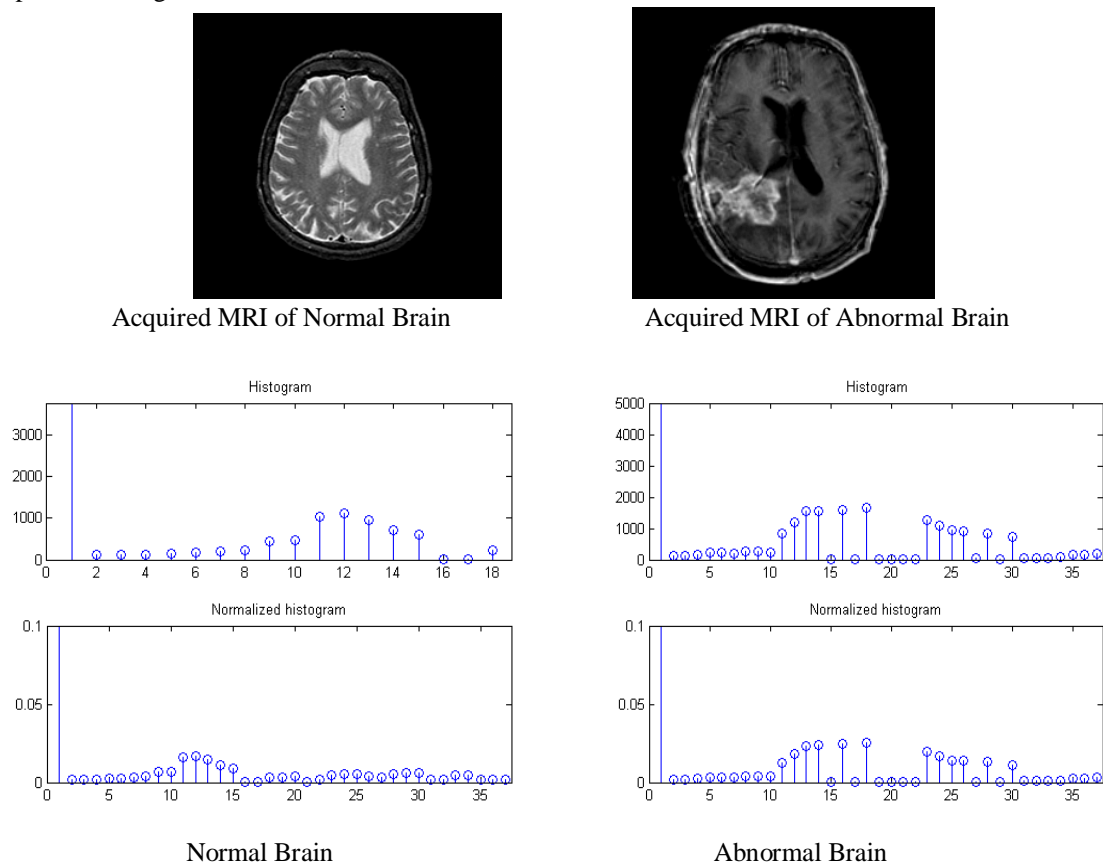 Acquired MRI of Normal Brain Acquired MRI of Abnormal Brain
Histogram Histogram
3000
2000
1000
0
0 2 4 6 8 10 12 14 16 18
5000
4000
3000
2000
1000
0
0 5 10 15 20 25 30 35
Normalized histogram Normalized histogram
0.1
0.05
0
0 5 10 15 20 25 30 35
0.1
0.05
0
0 5 10 15 20 25 30 35
Normal Brain Abnormal Brain